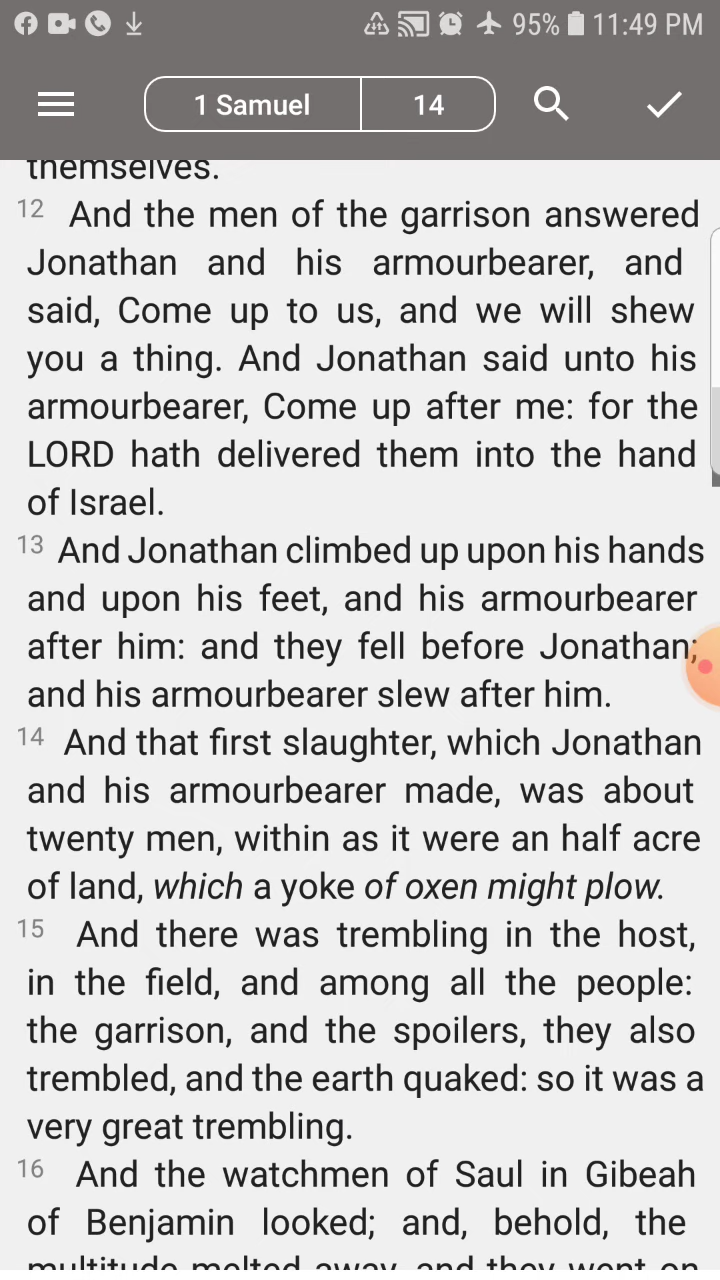 95% 11:49 PM
1 Samuel 14
themselves.
12 And the men of the garrison answered
Jonathan and his armourbearer, and
said, Come up to us, and we will shew
you a thing. And Jonathan said unto his
armourbearer, Come up after me: for the
LORD hath delivered them into the hand
of Israel.
13 And Jonathan climbed up upon his hands
and upon his feet, and his armourbearer
after him: and they fell before Jonathan;
and his armourbearer slew after him.
14 And that first slaughter, which Jonathan
and his armourbearer made, was about
twenty men, within as it were an half acre
of land, which a yoke of oxen might plow.
15 And there was trembling in the host,
in the field, and among all the people:
the garrison, and the spoilers, they also
trembled, and the earth quaked: so it was a
very great trembling.
16 And the watchmen of Saul in Gibeah
of Benjamin looked; and, behold, the
multitude melted away, and they went on